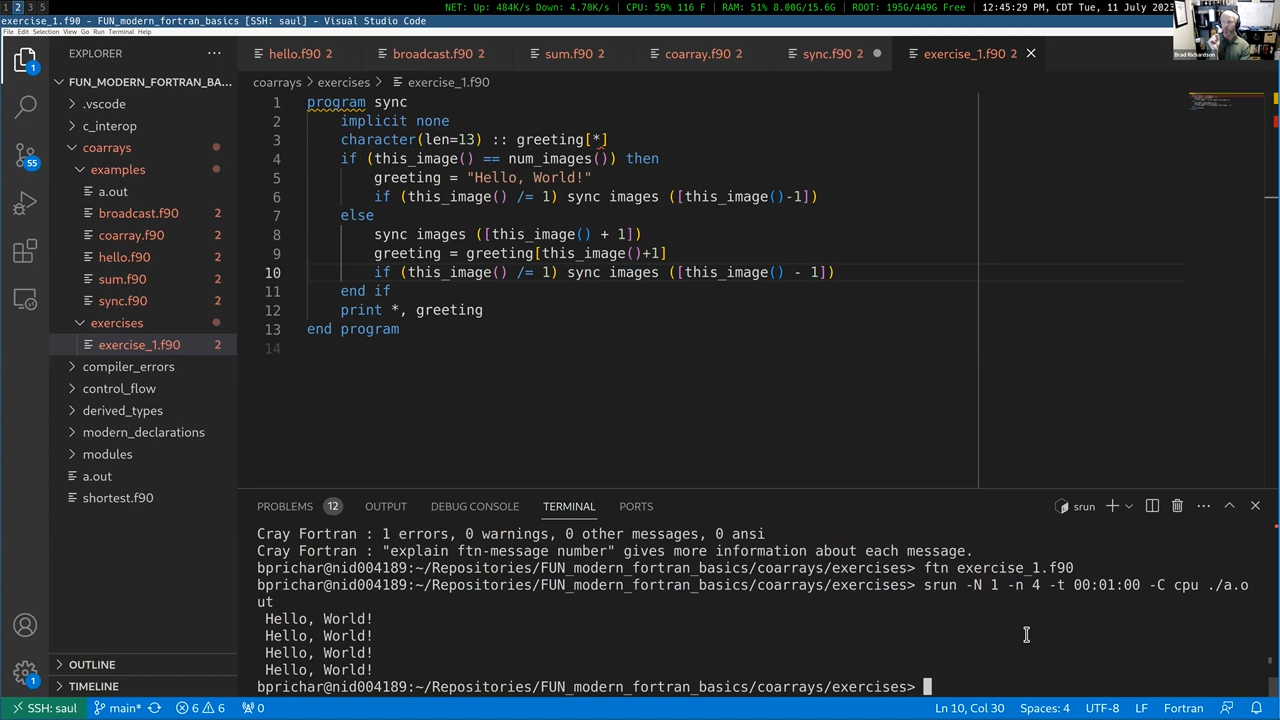 NET: Up: 484K/s Down: 4.70K/s | CPU: 59% 116 F | RAM: 51% 8.00G/15.6G | ROOT: 195G/449G Free | 12:45:29 PM, CDT Tue, 11 July 2023
1 2 3 5
exercise_1.f90 - FUN_modern_fortran_basics [SSH: saul] - Visual Studio Code
File Edit Selection View Go Run Terminal Help
Brad Richardson
EXPLORER ...
hello.f90 2 broadcast.f90 2 sum.f90 2 coarray.f90 2 sync.f90 2 exercise_1.f90 2
FUN_MODERN_FORTRAN_BA...
.vscode
c_interop
coarrays
examples
a.out
broadcast.f90 2
coarray.f90 2
hello.f90 2
sum.f90 2
sync.f90 2
exercises
exercise_1.f90 2
compiler_errors
control_flow
derived_types
modern_declarations
modules
a.out
shortest.f90
OUTLINE
TIMELINE
1
55
1
coarrays > exercises > exercise_1.f90
1 program sync
2 implicit none
3 character(len=13) :: greeting[*]
4 if (this_image() == num_images()) then
5 greeting = "Hello, World!"
6 if (this_image() /= 1) sync images ([this_image()-1])
7 else
8 sync images ([this_image() + 1])
9 greeting = greeting[this_image()+1]
10 if (this_image() /= 1) sync images ([this_image() - 1])
11 end if
12 print *, greeting
13 end program
14
PROBLEMS 12 OUTPUT DEBUG CONSOLE TERMINAL PORTS srun
Cray Fortran : 1 errors, 0 warnings, 0 other messages, 0 ansi
Cray Fortran : "explain ftn-message number" gives more information about each message.
bprichar@nid004189:~/Repositories/FUN_modern_fortran_basics/coarrays/exercises> ftn exercise_1.f90
bprichar@nid004189:~/Repositories/FUN_modern_fortran_basics/coarrays/exercises> srun -N 1 -n 4 -t 00:01:00 -C cpu ./a.o
ut
Hello, World!
Hello, World!
Hello, World!
Hello, World!
bprichar@nid004189:~/Repositories/FUN_modern_fortran_basics/coarrays/exercises>
SSH: saul main* 6 6 0 Ln 10, Col 30 Spaces: 4 UTF-8 LF Fortran